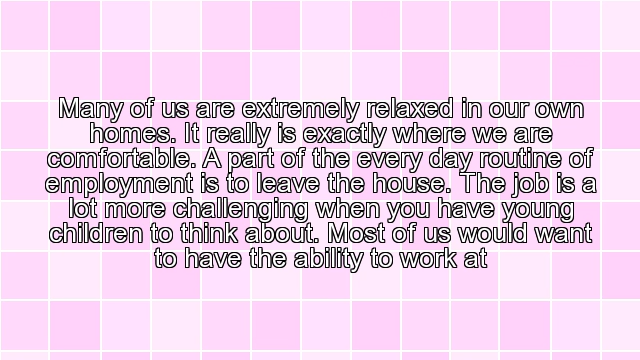 Many of us are extremely relaxed in our own
homes. It really is exactly where we are
comfortable. A part of the every day routine of
employment is to leave the house. The job is a
lot more challenging when you have young
children to think about. Most of us would want
to have the ability to work at